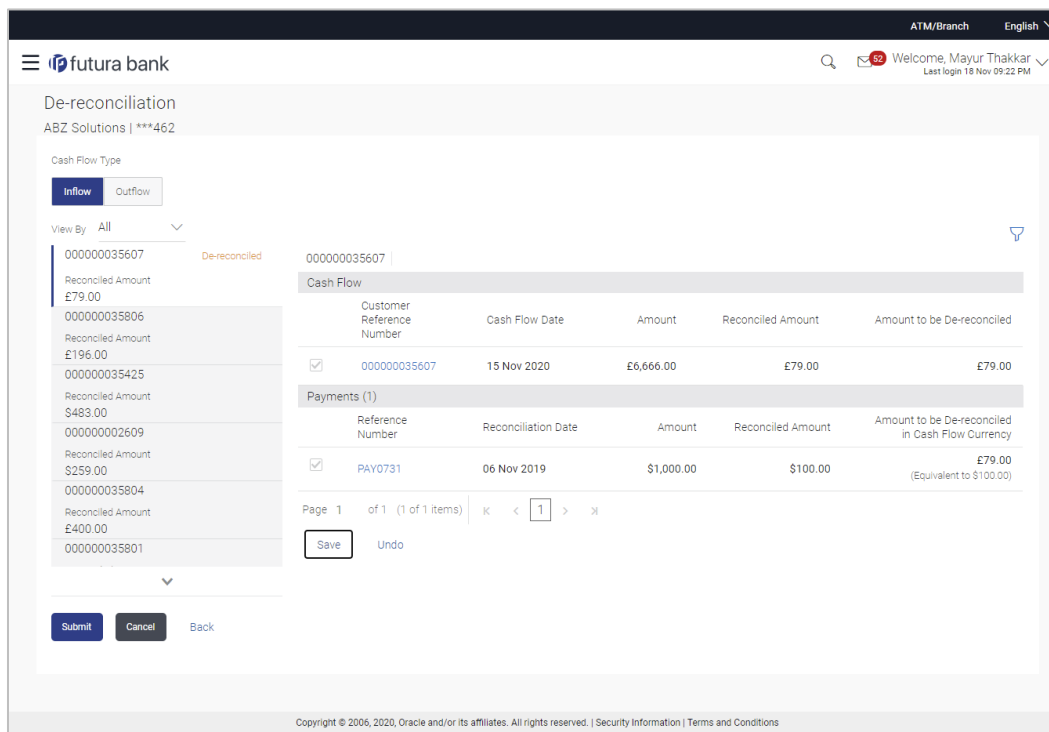 ATM/Branch English
futura bank
52 Welcome, Mayur Thakkar
Last login 18 Nov 09:22 PM
De-reconciliation
ABZ Solutions | ***462
Cash Flow Type
Inflow Outflow
View By All
000000035607 De-reconciled
Reconciled Amount
£79.00
000000035806
Reconciled Amount
£196.00
000000035425
Reconciled Amount
$483.00
000000002609
Reconciled Amount
$259.00
000000035804
Reconciled Amount
£400.00
000000035801
000000035607
Cash Flow
Customer
Reference
Number
Cash Flow Date
Amount
Reconciled Amount
Amount to be De-reconciled
000000035607 15 Nov 2020 £6,666.00 £79.00 £79.00
Payments (1)
Reference
Number
Reconciliation Date
Amount
Reconciled Amount
Amount to be De-reconciled
in Cash Flow Currency
PAY0731 06 Nov 2019 $1,000.00 $100.00 £79.00
(Equivalent to $100.00)
Page 1 of 1 (1 of 1 items) K < 1 > >|
Save Undo
Submit Cancel Back
Copyright © 2006, 2020, Oracle and/or its affiliates. All rights reserved. | Security Information | Terms and Conditions